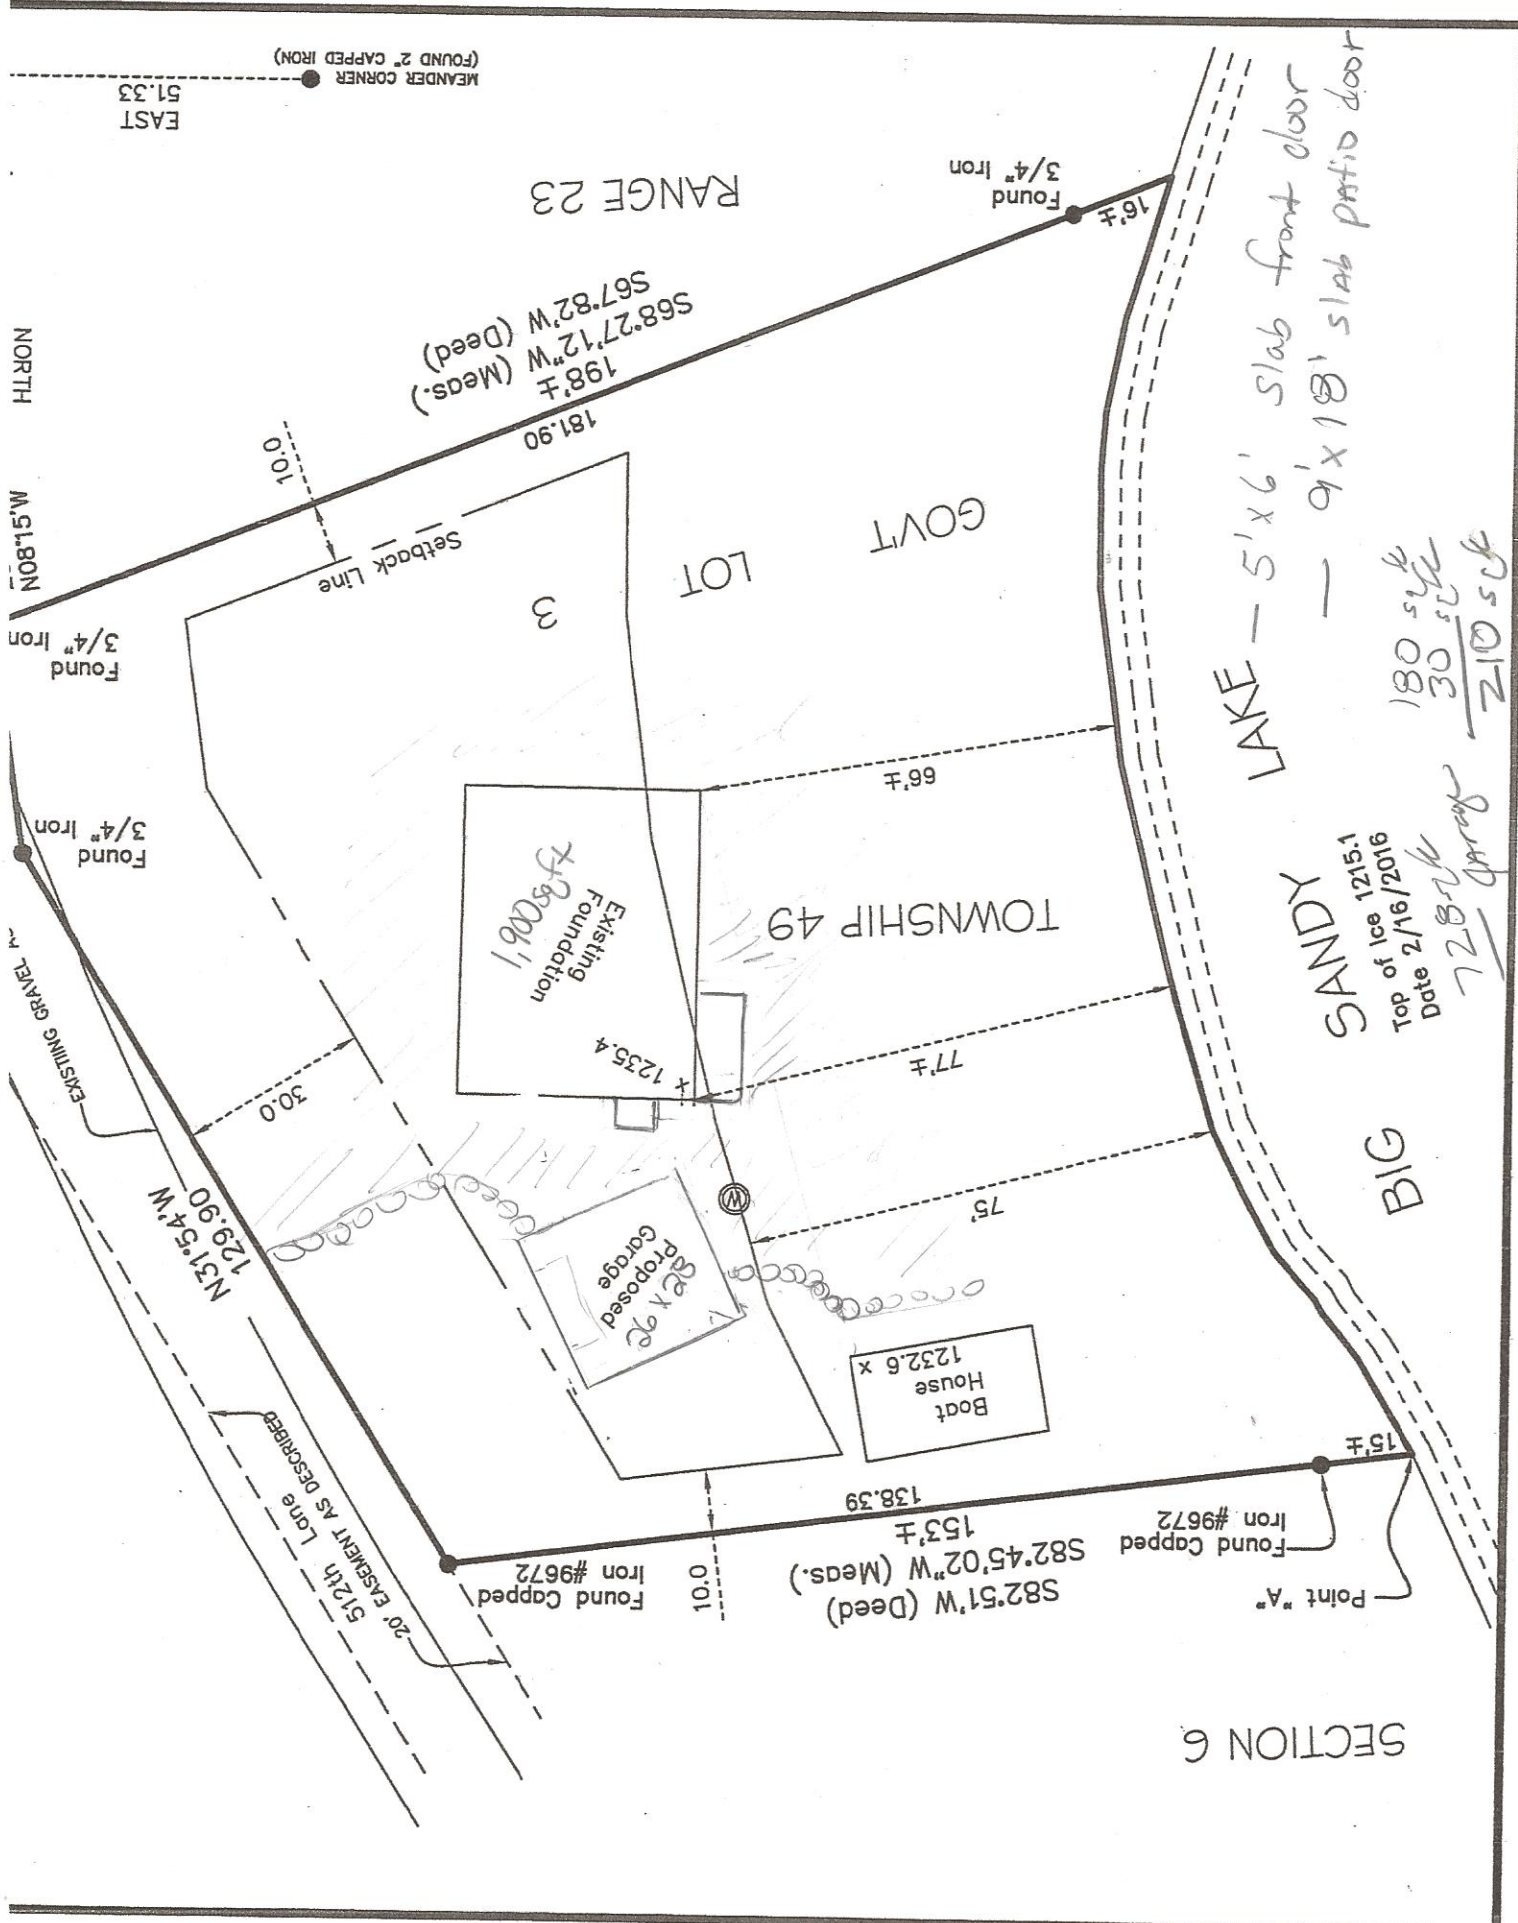 SECTION 6
Point "A"
Found Capped
Iron #9672
S82°51'W (Deed)
S82°45'02"W (Meas.)
153'±
138.39
15'±
10.0
Found Capped
Iron #9672
512th Lane
20' EASEMENT AS DESCRIBED
Boat
House
1232.6 x
Proposed
Garage
26 x 28
N31°54'W
129.90
30.0
EXISTING GRAVEL
75'
W
BIG
SANDY
LAKE
Top of Ice 1215.1
Date 2/16/2016
77'±
1235.4
Existing
Foundation
1,900 sq ft
TOWNSHIP 49
66'±
Found
3/4" Iron
Found
3/4" Iron
LOT
3
GOV'T
Setback Line
10.0
N08°15'W
NORTH
181.90
198'±
S68°27'12"W (Meas.)
S67°82'W (Deed)
RANGE 23
16'±
Found
3/4" Iron
EAST
51.33
MEANDER CORNER
(FOUND 2" CAPPED IRON)
— 5' x 6' Slab front door
— 9' x 18' slab patio door
180
30
210
728
garage